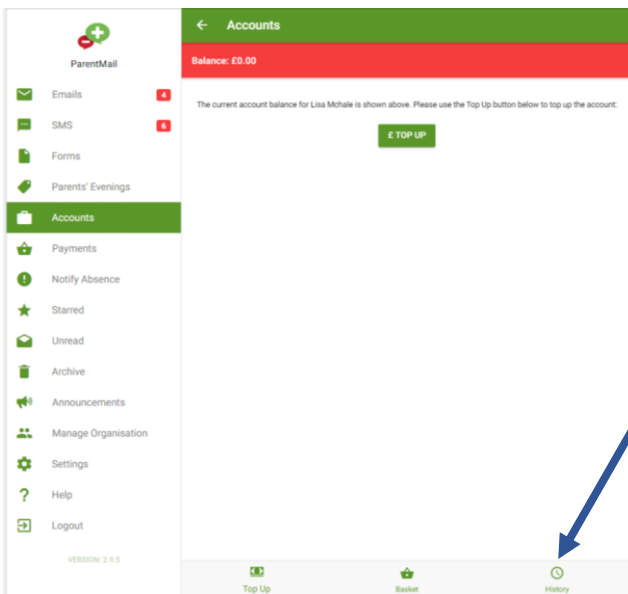 ParentMail
Emails 4
SMS 6
Forms
Parents' Evenings
Accounts
Payments
Notify Absence
Starred
Unread
Archive
Announcements
Manage Organisation
Settings
Help
Logout
VERSION: 2.9.5
Accounts
Balance: £0.00
The current account balance for Lisa Mchale is shown above. Please use the Top Up button below to top up the account:
£ TOP UP
Top Up
Basket
History